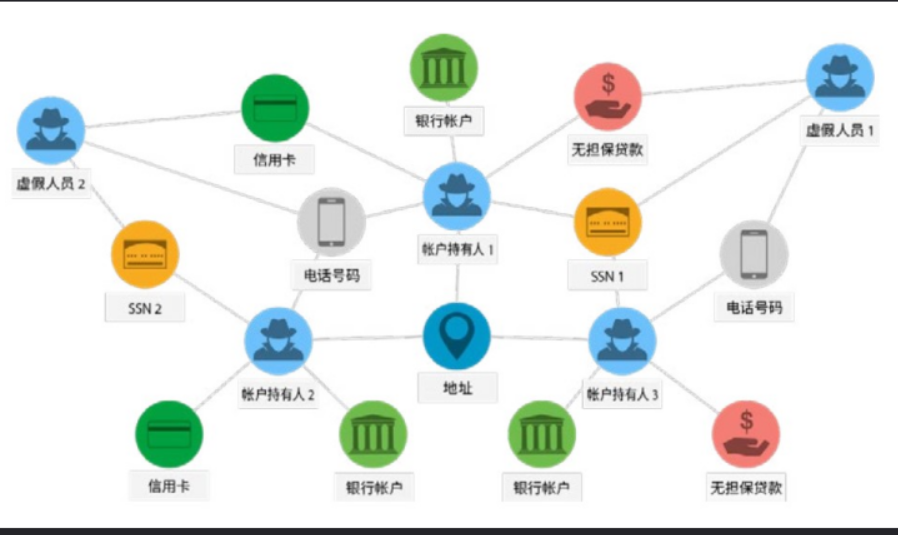 银行帐户
虚假人员 1
信用卡
无担保贷款
虚假人员 2
帐户持有人 1
电话号码
SSN 1
SSN 2
电话号码
地址
帐户持有人 2
帐户持有人 3
信用卡
银行帐户
银行帐户
无担保贷款